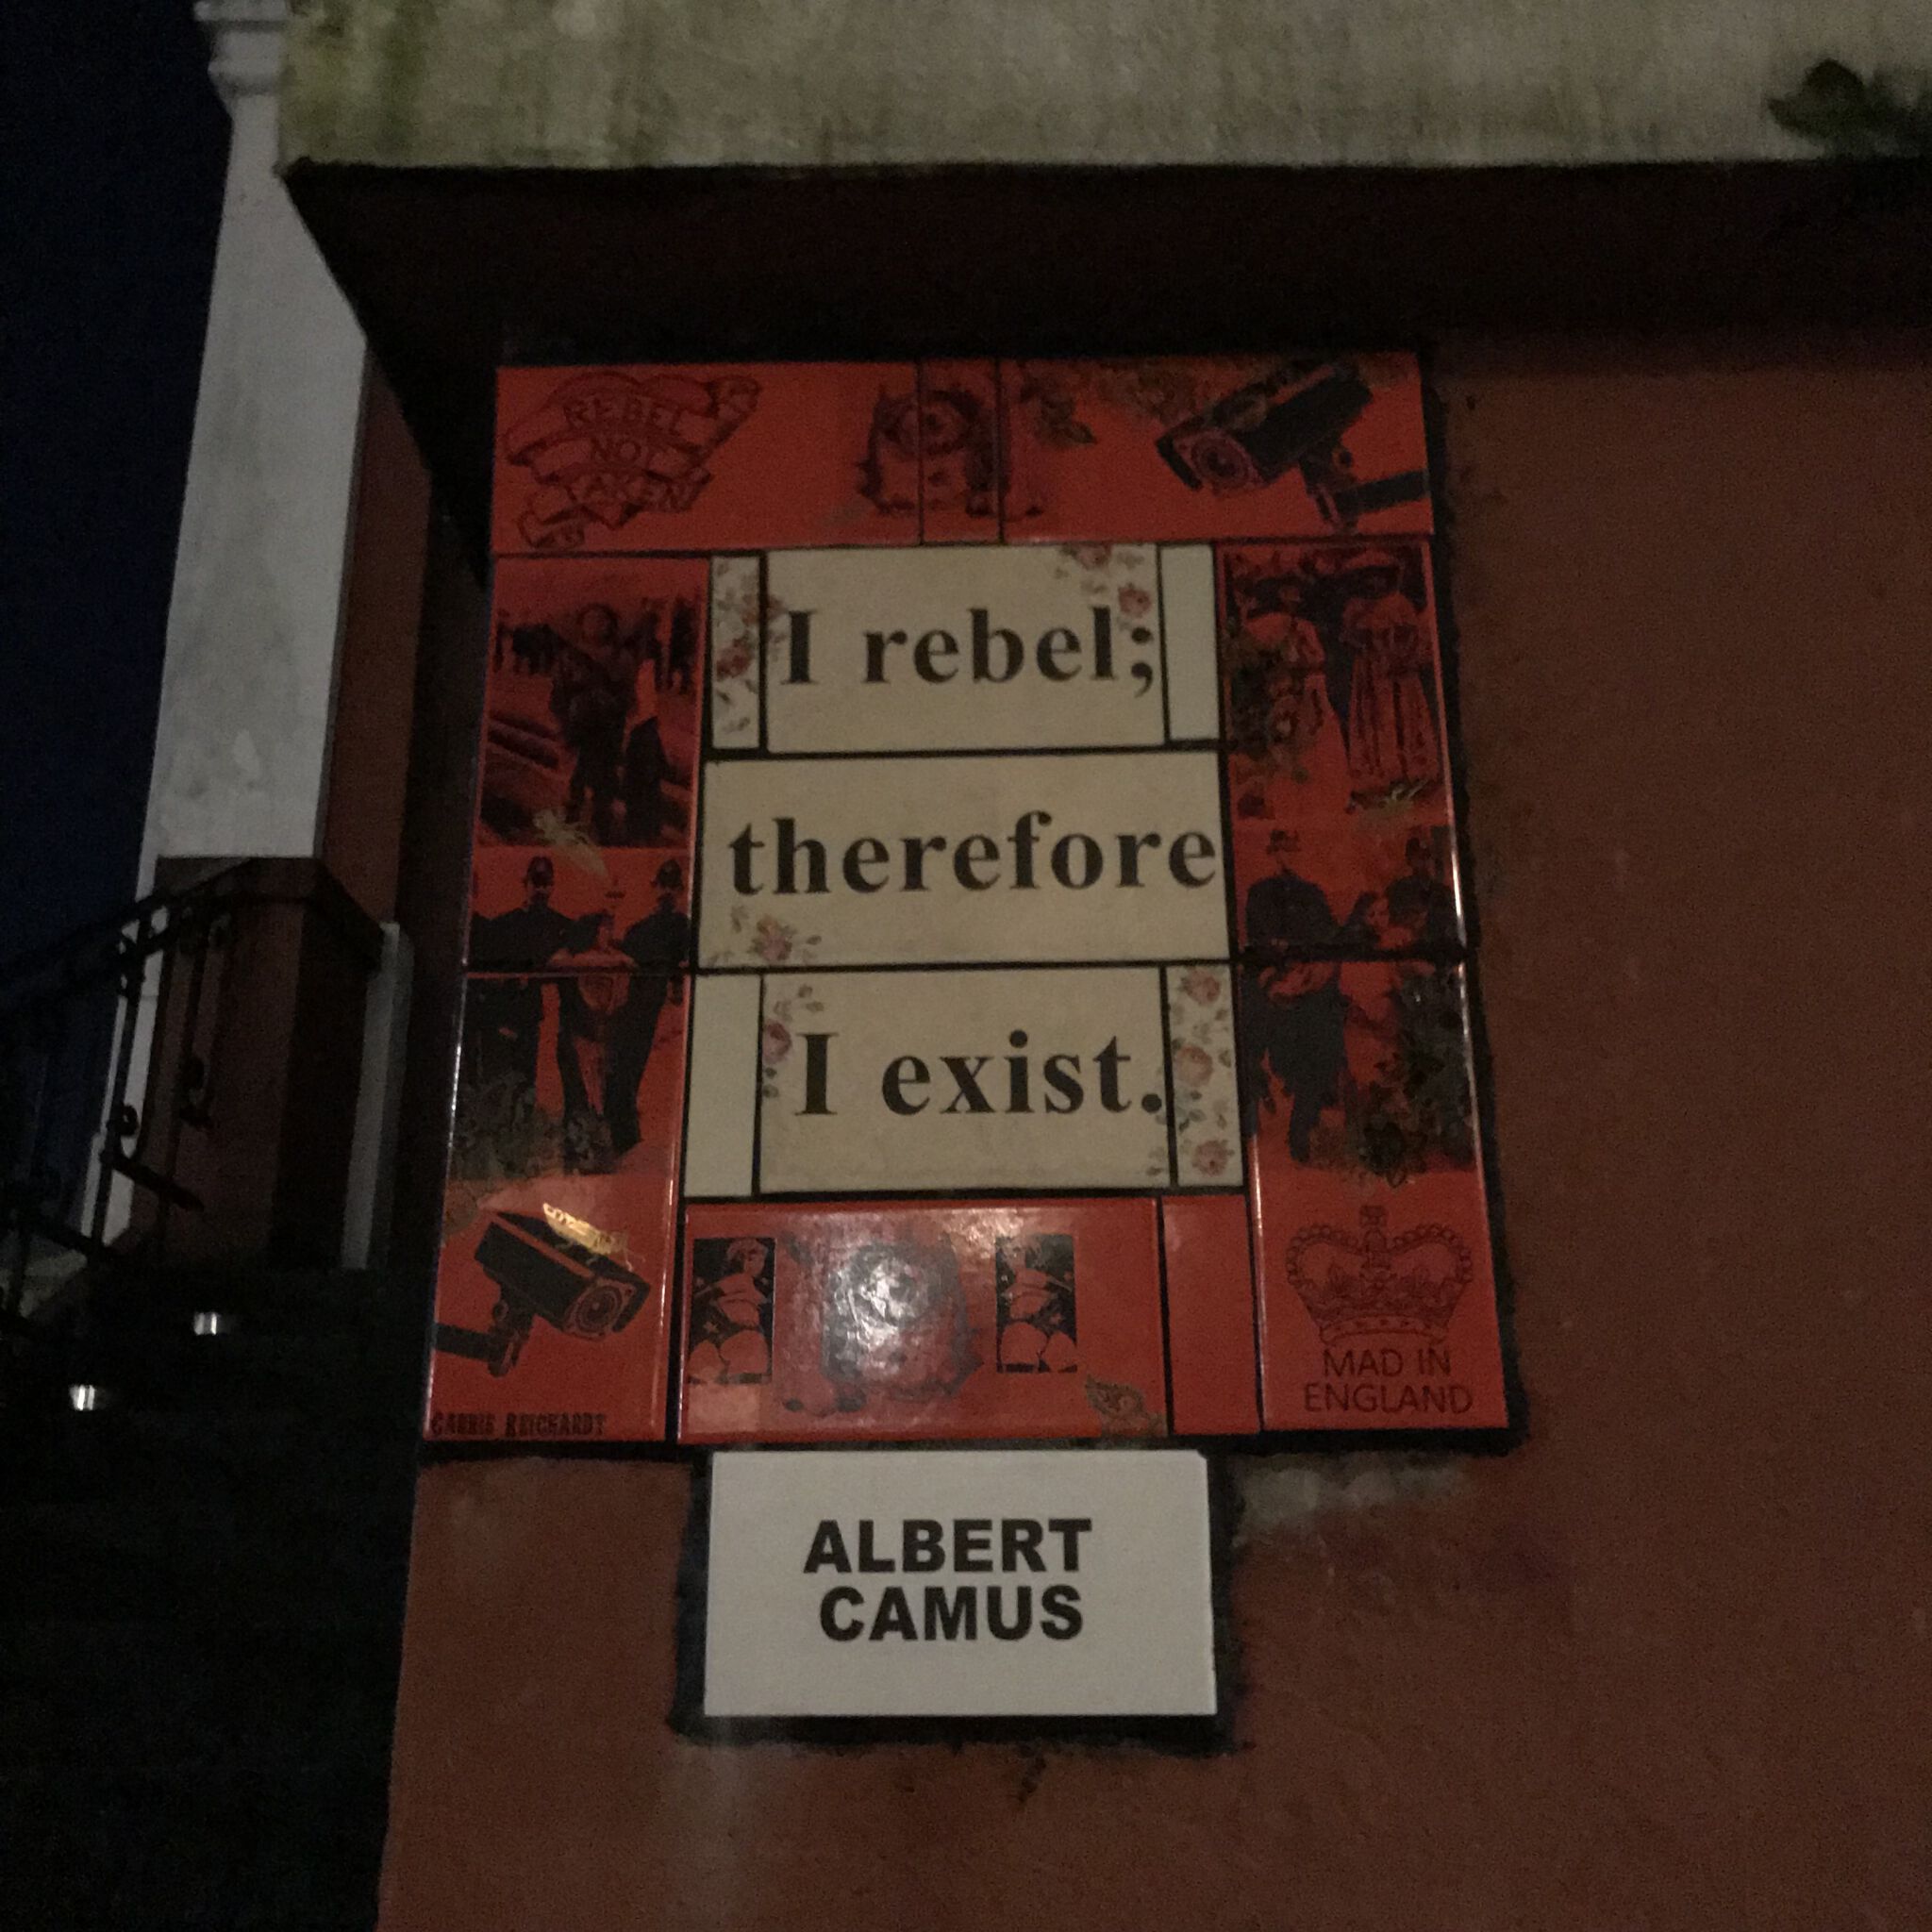 REBEL
NOT
TAKEN
I rebel;
therefore
I exist.
MAD IN
ENGLAND
CARRIE REICHARDT
ALBERT
CAMUS